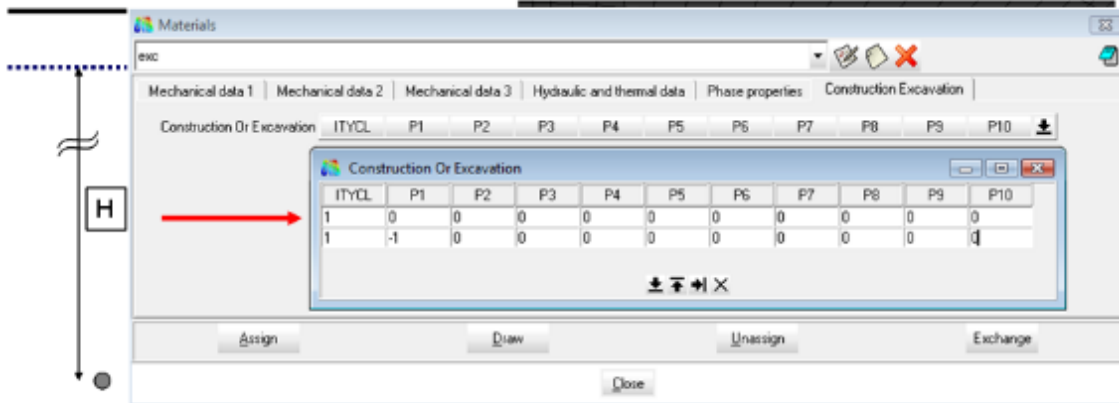 Materials
exc
Mechanical data 1 Mechanical data 2 Mechanical data 3 Hydraulic and thermal data Phase properties Construction Excavation
Construction Or Excavation ITYCL P1 P2 P3 P4 P5 P6 P7 P8 P9 P10
Construction Or Excavation
ITYCL P1 P2 P3 P4 P5 P6 P7 P8 P9 P10
1 0 0 0 0 0 0 0 0 0 0
1 -1 0 0 0 0 0 0 0 0 0
H
Assign Draw Unassign Exchange
Close